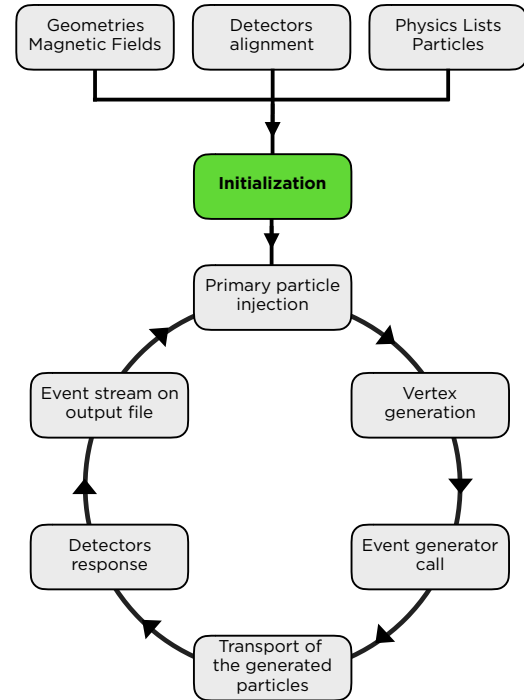 Geometries
Magnetic Fields
Detectors
alignment
Physics Lists
Particles
Initialization
Primary particle
injection
Event stream on
output file
Vertex
generation
Detectors
response
Event generator
call
Transport of
the generated
particles